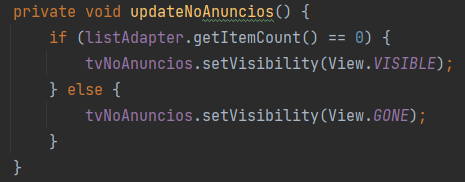 private void updateNoAnuncios() {
    if (listAdapter.getItemCount() == 0) {
        tvNoAnuncios.setVisibility(View.VISIBLE);
    } else {
        tvNoAnuncios.setVisibility(View.GONE);
    }
}